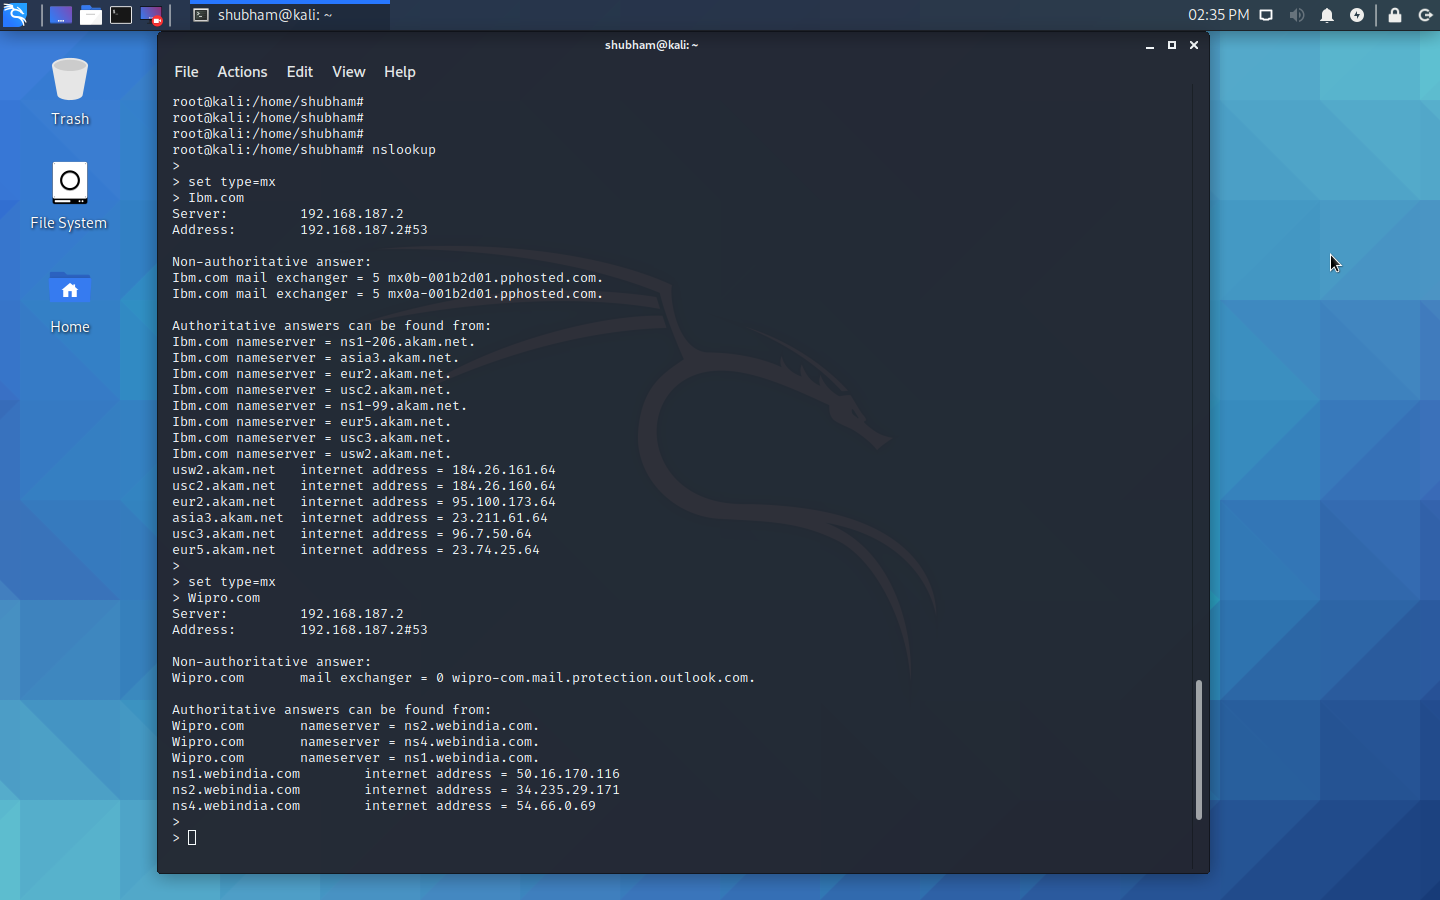 shubham@kali: ~
02:35 PM
shubham@kali: ~
File Actions Edit View Help
Trash
File System
Home
root@kali:/home/shubham#
root@kali:/home/shubham#
root@kali:/home/shubham#
root@kali:/home/shubham# nslookup
>
> set type=mx
> Ibm.com
Server: 192.168.187.2
Address: 192.168.187.2#53
Non-authoritative answer:
Ibm.com mail exchanger = 5 mx0b-001b2d01.pphosted.com.
Ibm.com mail exchanger = 5 mx0a-001b2d01.pphosted.com.
Authoritative answers can be found from:
Ibm.com nameserver = ns1-206.akam.net.
Ibm.com nameserver = asia3.akam.net.
Ibm.com nameserver = eur2.akam.net.
Ibm.com nameserver = usc2.akam.net.
Ibm.com nameserver = ns1-99.akam.net.
Ibm.com nameserver = eur5.akam.net.
Ibm.com nameserver = usc3.akam.net.
Ibm.com nameserver = usw2.akam.net.
usw2.akam.net internet address = 184.26.161.64
usc2.akam.net internet address = 184.26.160.64
eur2.akam.net internet address = 95.100.173.64
asia3.akam.net internet address = 23.211.61.64
usc3.akam.net internet address = 96.7.50.64
eur5.akam.net internet address = 23.74.25.64
>
> set type=mx
> Wipro.com
Server: 192.168.187.2
Address: 192.168.187.2#53
Non-authoritative answer:
Wipro.com mail exchanger = 0 wipro-com.mail.protection.outlook.com.
Authoritative answers can be found from:
Wipro.com nameserver = ns2.webindia.com.
Wipro.com nameserver = ns4.webindia.com.
Wipro.com nameserver = ns1.webindia.com.
ns1.webindia.com internet address = 50.16.170.116
ns2.webindia.com internet address = 34.235.29.171
ns4.webindia.com internet address = 54.66.0.69
>
>